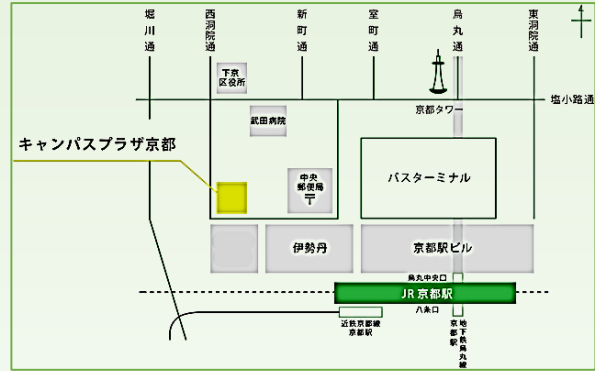 堀川通
西洞院通
新町通
室町通
烏丸通
東洞院通
下京
区役所
京都タワー
塩小路通
武田病院
キャンパスプラザ京都
中央
郵便局
〒
バスターミナル
伊勢丹
京都駅ビル
烏丸中央口
JR 京都駅
八条口
近鉄京都線
京都駅
地下鉄烏丸線
京都駅